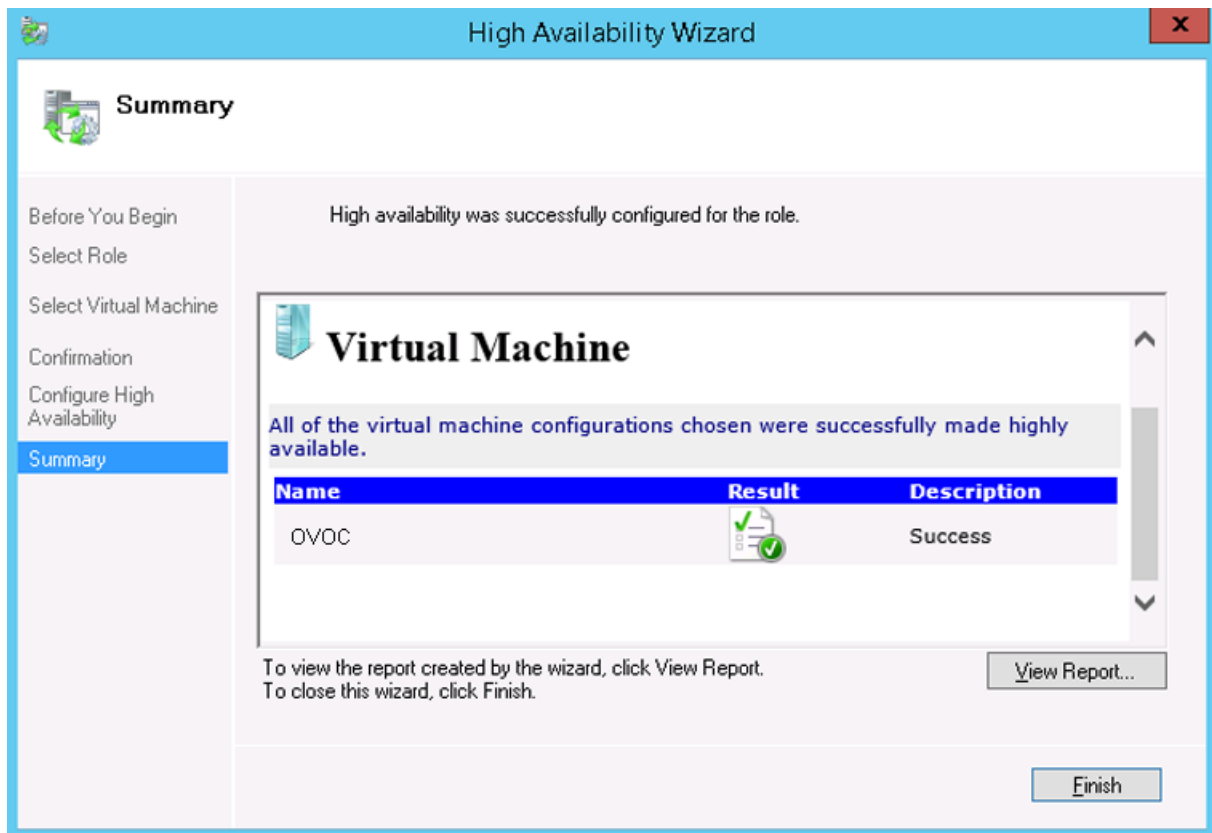 High Availability Wizard
x
Summary
Before You Begin
Select Role
Select Virtual Machine
Confirmation
Configure High
Availability
Summary
High availability was successfully configured for the role.
Virtual Machine
All of the virtual machine configurations chosen were successfully made highly
available.
Name Result Description
OVOC Success
To view the report created by the wizard, click View Report.
To close this wizard, click Finish.
View Report...
Finish